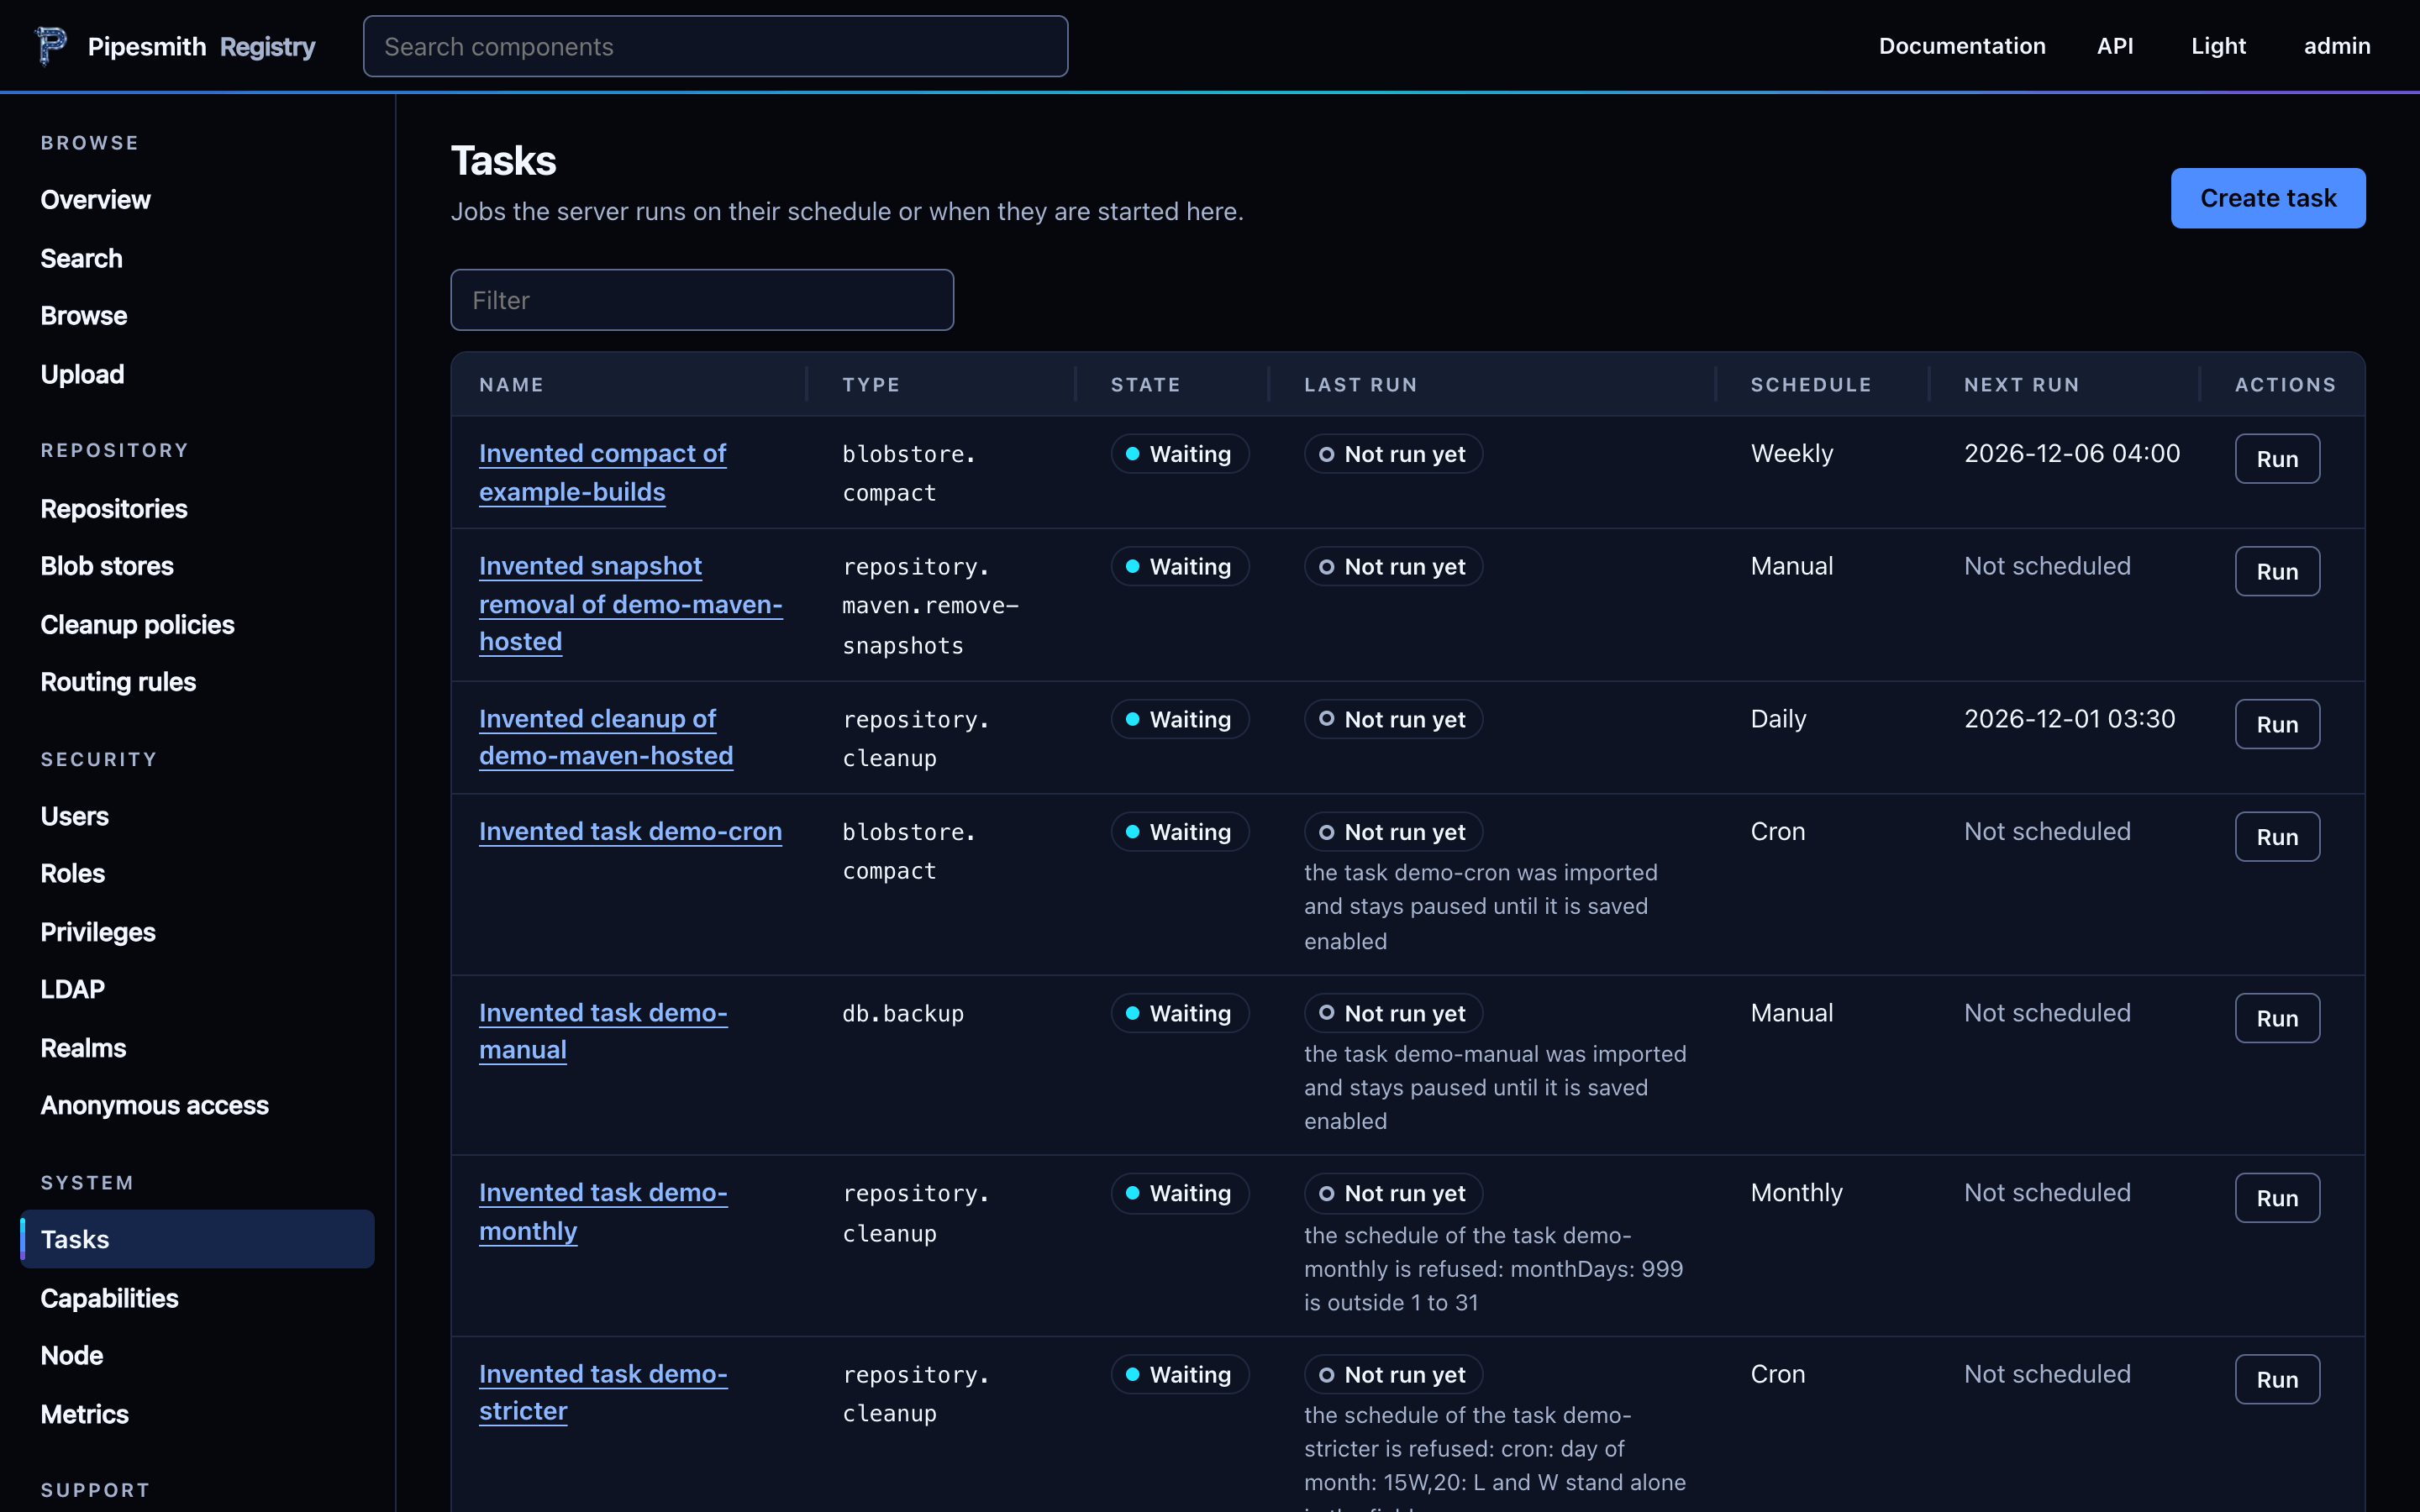 Pipesmith Registry
Search components
Documentation
API
Light
admin
BROWSE
Overview
Search
Browse
Upload
REPOSITORY
Repositories
Blob stores
Cleanup policies
Routing rules
SECURITY
Users
Roles
Privileges
LDAP
Realms
Anonymous access
SYSTEM
Tasks
Capabilities
Node
Metrics
SUPPORT
Tasks
Jobs the server runs on their schedule or when they are started here.
Create task
Filter
NAME TYPE STATE LAST RUN SCHEDULE NEXT RUN ACTIONS
Invented compact of
example-builds
blobstore.
compact
Waiting
Not run yet
Weekly
2026-12-06 04:00
Run
Invented snapshot
removal of demo-maven-
hosted
repository.
maven.remove-
snapshots
Waiting
Not run yet
Manual
Not scheduled
Run
Invented cleanup of
demo-maven-hosted
repository.
cleanup
Waiting
Not run yet
Daily
2026-12-01 03:30
Run
Invented task demo-cron
blobstore.
compact
Waiting
Not run yet
the task demo-cron was imported
and stays paused until it is saved
enabled
Cron
Not scheduled
Run
Invented task demo-
manual
db.backup
Waiting
Not run yet
the task demo-manual was imported
and stays paused until it is saved
enabled
Manual
Not scheduled
Run
Invented task demo-
monthly
repository.
cleanup
Waiting
Not run yet
the schedule of the task demo-
monthly is refused: monthDays: 999
is outside 1 to 31
Monthly
Not scheduled
Run
Invented task demo-
stricter
repository.
cleanup
Waiting
Not run yet
the schedule of the task demo-
stricter is refused: cron: day of
month: 15W,20: L and W stand alone
Cron
Not scheduled
Run